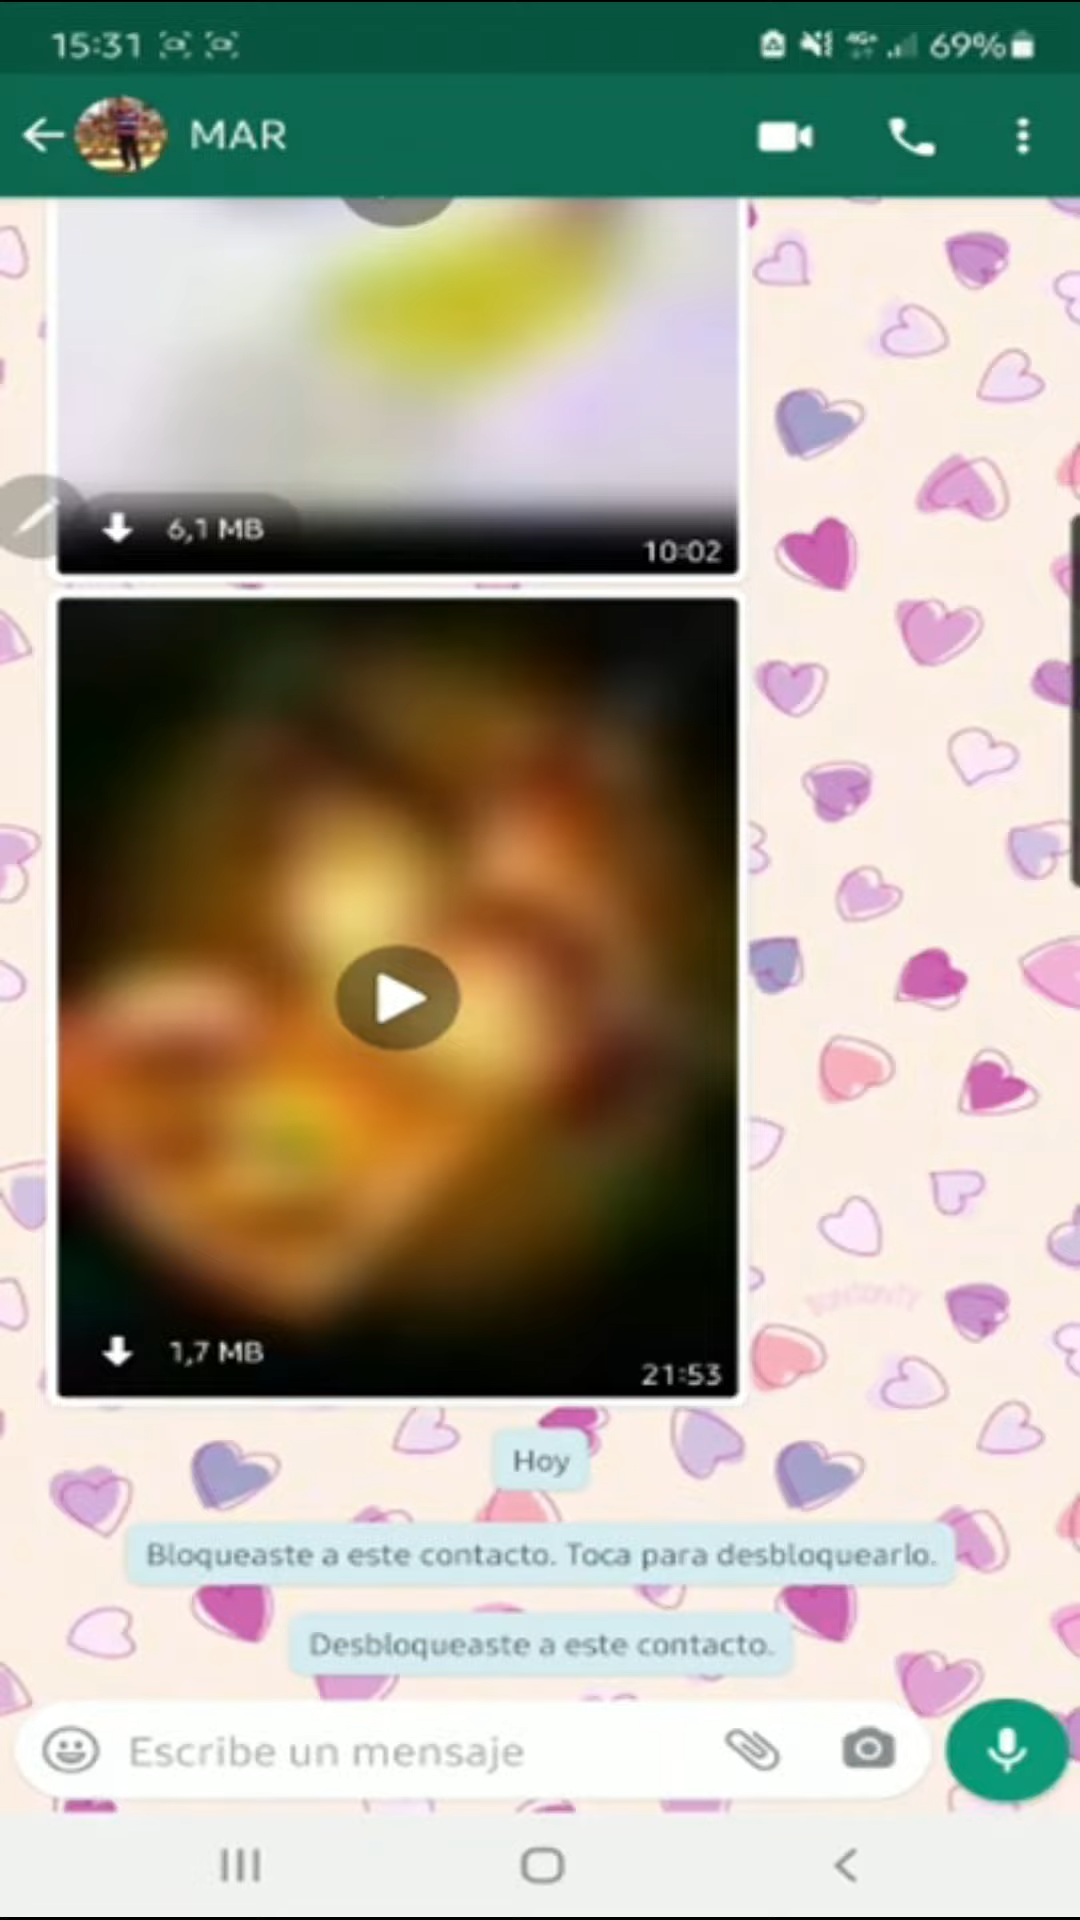 15:31
4G+
69%
MAR
6,1 MB
10:02
1,7 MB
21:53
Hoy
Bloqueaste a este contacto. Toca para desbloquearlo.
Desbloqueaste a este contacto.
Escribe un mensaje